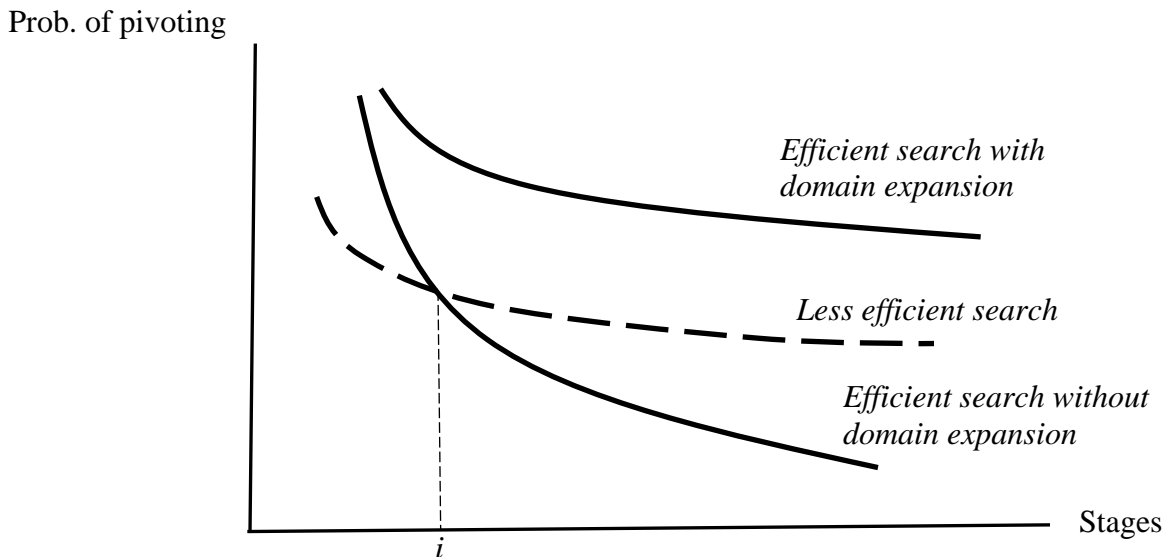 Prob. of pivoting
Efficient search with
domain expansion
Less efficient search
Efficient search without
domain expansion
Stages
i